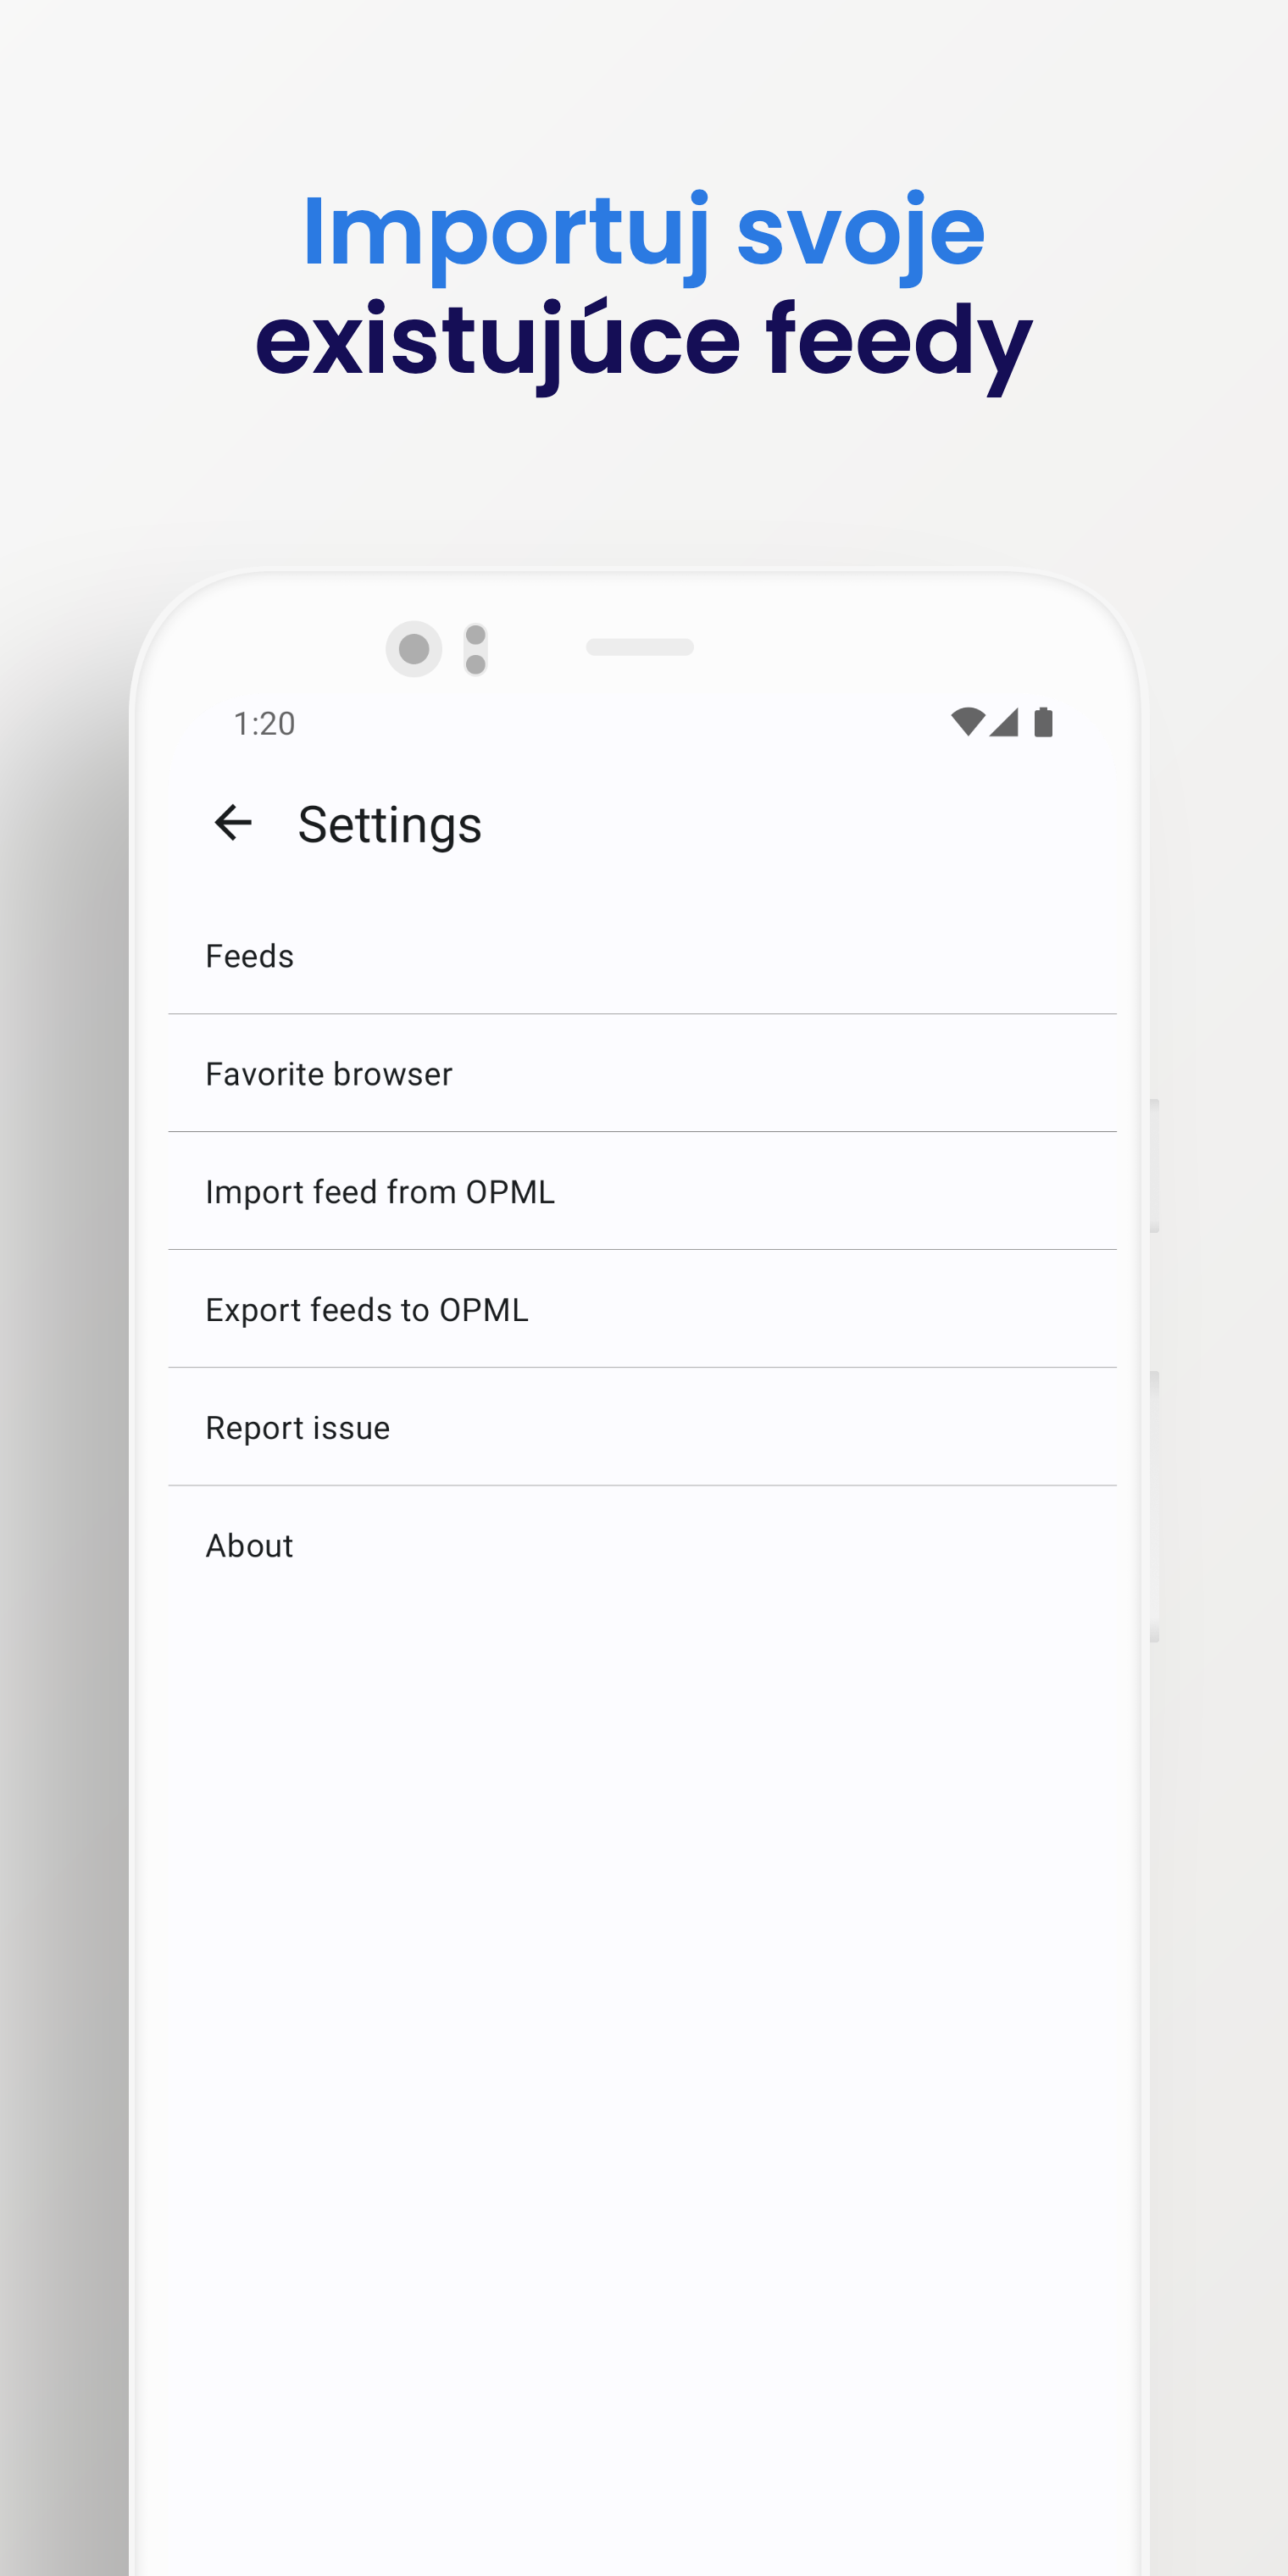 Importuj svoje
existujúce feedy
1:20
Settings
Feeds
Favorite browser
Import feed from OPML
Export feeds to OPML
Report issue
About